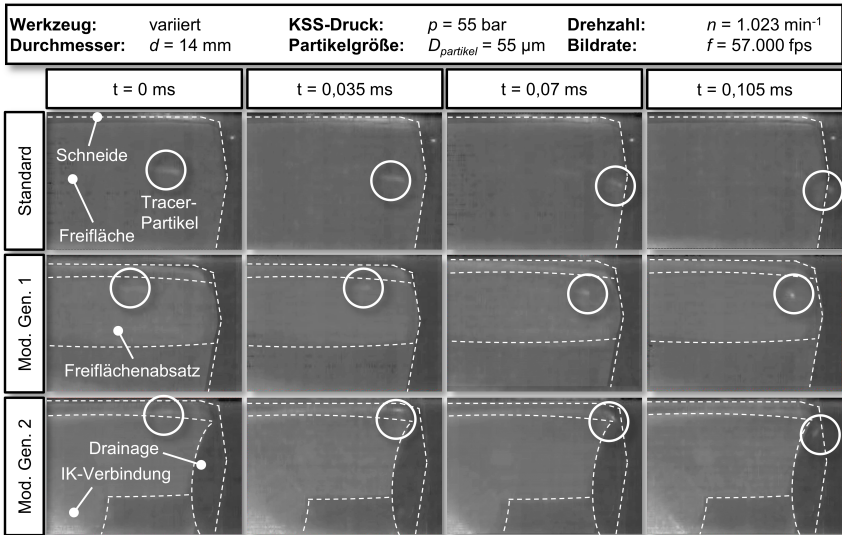 Werkzeug: variiert KSS-Druck: p = 55 bar Drehzahl: n = 1.023 min⁻¹
Durchmesser: d = 14 mm Partikelgröße: D_partikel = 55 µm Bildrate: f = 57.000 fps
t = 0 ms t = 0,035 ms t = 0,07 ms t = 0,105 ms
Standard
Schneide
Tracer-
Partikel
Freifläche
Mod. Gen. 1
Freiflächenabsatz
Mod. Gen. 2
Drainage
IK-Verbindung